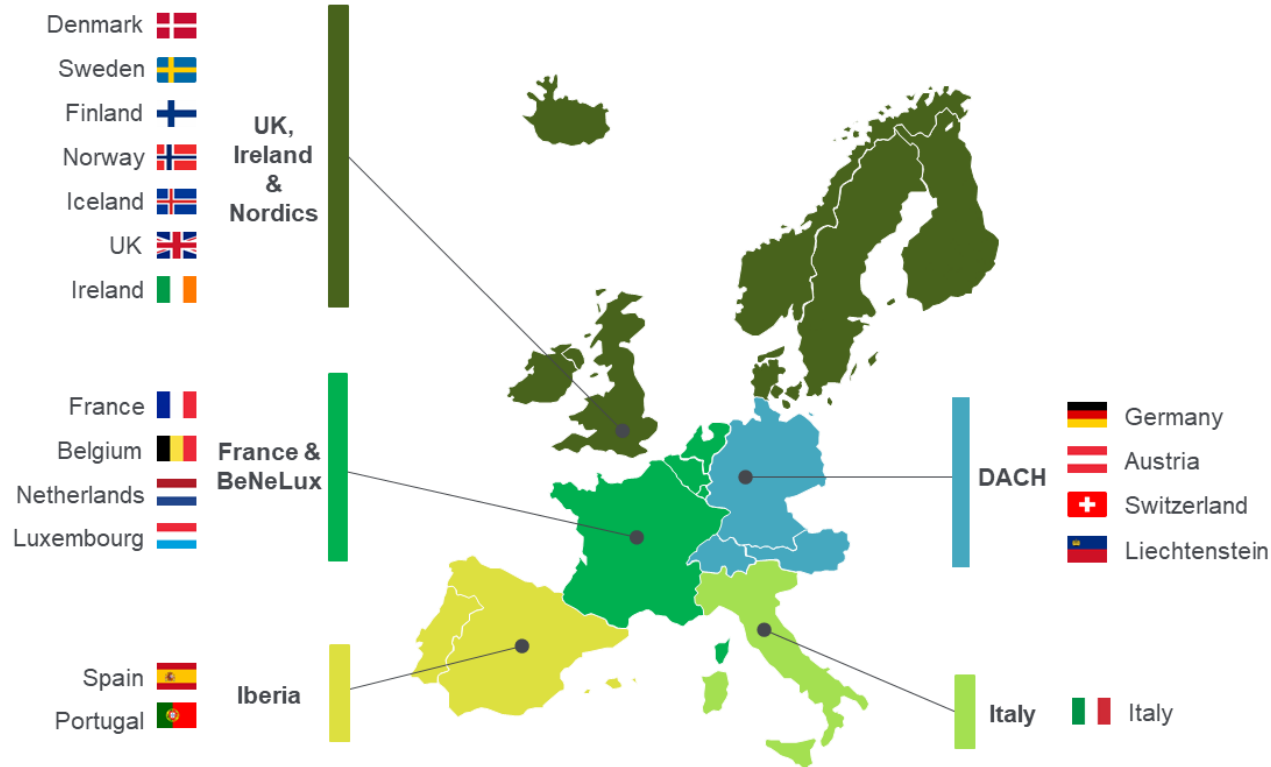 Denmark
Sweden
Finland
Norway
Iceland
UK
Ireland
UK,
Ireland
&
Nordics
France
Belgium
Netherlands
Luxembourg
France &
BeNeLux
Spain
Portugal
Iberia
DACH
Germany
Austria
Switzerland
Liechtenstein
Italy
Italy